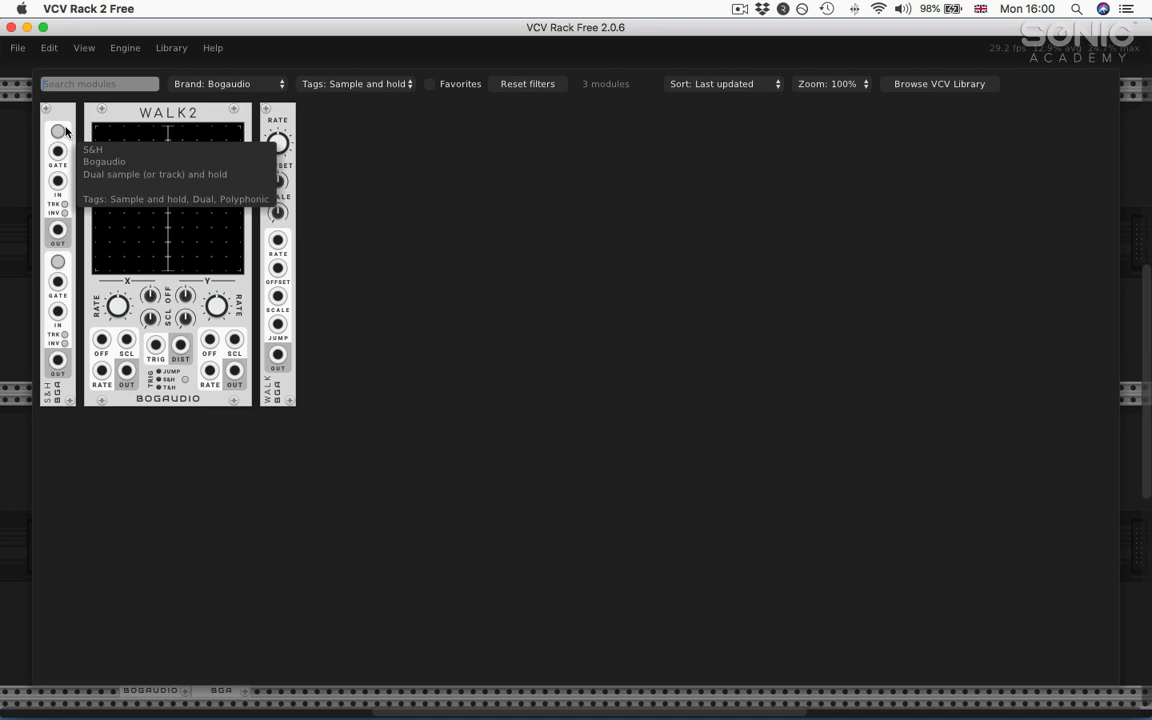 VCV Rack 2 Free
98%
Mon 16:00
VCV Rack Free 2.0.6
SONIC
ACADEMY
File Edit View Engine Library Help
Search modules
Brand: Bogaudio
Tags: Sample and hold
Favorites
Reset filters
3 modules
Sort: Last updated
Zoom: 100%
Browse VCV Library
GATE
IN
TRK
INV
OUT
GATE
IN
TRK
INV
OUT
S&H
BGA
S&H
Bogaudio
Dual sample (or track) and hold
Tags: Sample and hold, Dual, Polyphonic
WALK2
X Y
RATE
SCL OFF
RATE
OFF SCL
TRIG DIST
OFF SCL
RATE OUT
TRIG
JUMP
S&H
T&H
RATE OUT
BOGAUDIO
RATE
RATE
OFFSET
SCALE
JUMP
OUT
WALK
BGA
BOGAUDIO
BGA